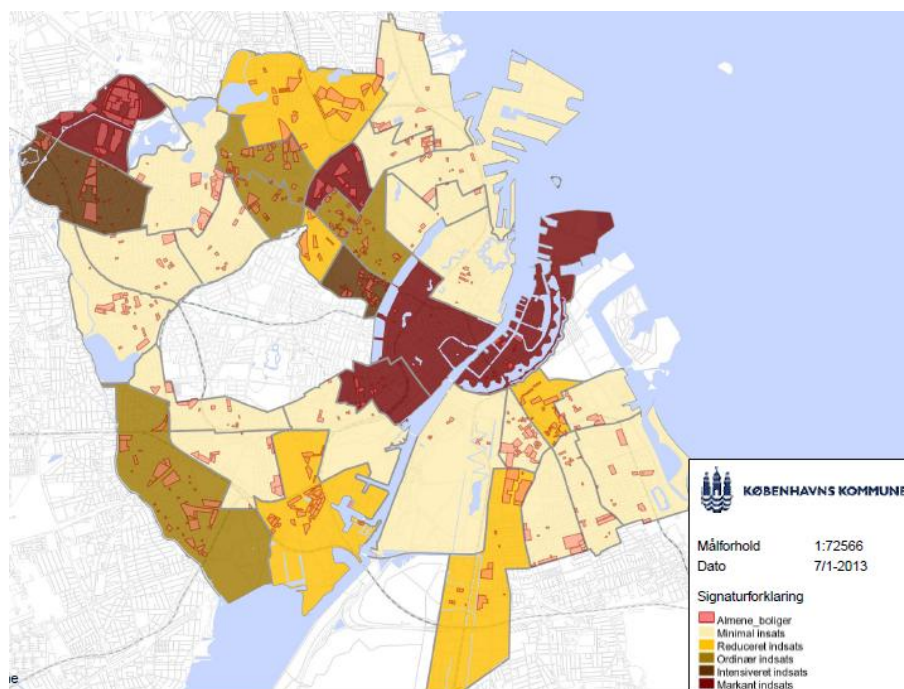 KØBENHAVNS KOMMUNE
Målforhold 1:72566
Dato 7/1-2013
Signaturforklaring
Almene_boliger
Minimal insats
Reduceret indsats
Ordinær indsats
Intensiveret indsats
Markant indsats